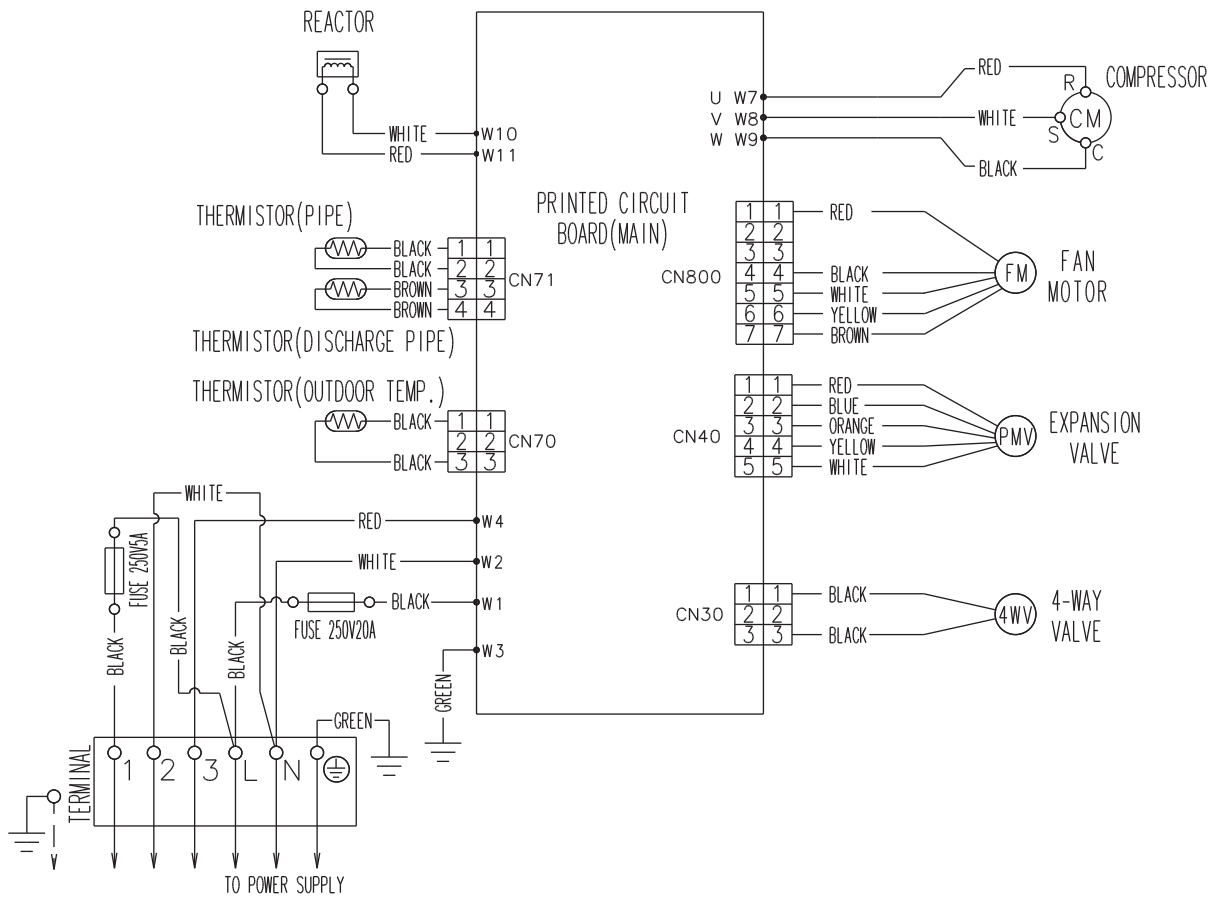 REACTOR
WHITE
RED
W10
W11
U W7
V W8
W W9
RED
WHITE
BLACK
R
S
C
CM
COMPRESSOR
PRINTED CIRCUIT
BOARD(MAIN)
THERMISTOR(PIPE)
BLACK 1 1
BLACK 2 2
BROWN 3 3
BROWN 4 4
CN71
THERMISTOR(DISCHARGE PIPE)
THERMISTOR(OUTDOOR TEMP.)
BLACK 1 1
2 2
BLACK 3 3
CN70
CN800
1 1 RED
2 2
3 3
4 4 BLACK
5 5 WHITE
6 6 YELLOW
7 7 BROWN
FM
FAN
MOTOR
CN40
1 1 RED
2 2 BLUE
3 3 ORANGE
4 4 YELLOW
5 5 WHITE
PMV
EXPANSION
VALVE
CN30
1 1 BLACK
2 2
3 3 BLACK
4WV
4-WAY
VALVE
WHITE
RED W4
WHITE W2
BLACK W1
W3
FUSE 250V5A
FUSE 250V20A
BLACK
BLACK
BLACK
GREEN
GREEN
TERMINAL
1 2 3 L N
TO POWER SUPPLY